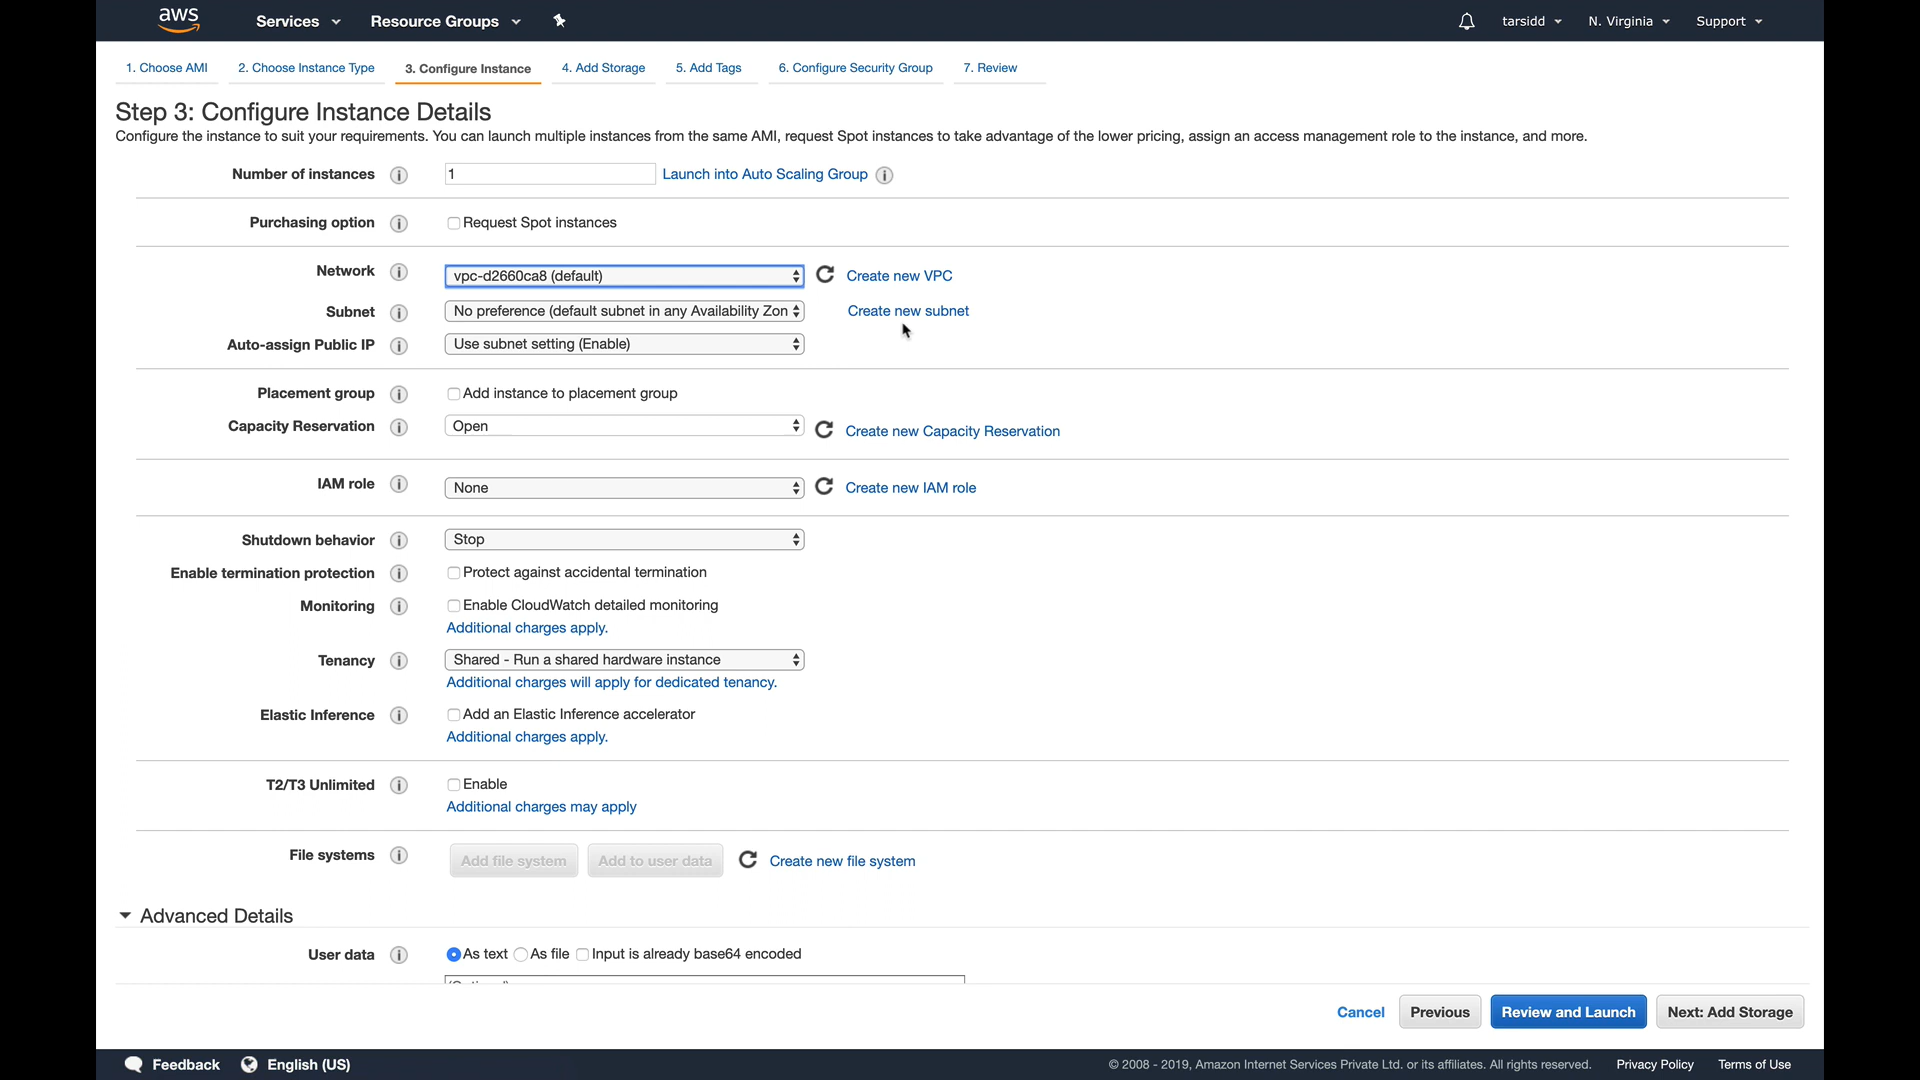 aws Services Resource Groups tarsidd N. Virginia Support
1. Choose AMI 2. Choose Instance Type 3. Configure Instance 4. Add Storage 5. Add Tags 6. Configure Security Group 7. Review
Step 3: Configure Instance Details
Configure the instance to suit your requirements. You can launch multiple instances from the same AMI, request Spot instances to take advantage of the lower pricing, assign an access management role to the instance, and more.
Number of instances i 1 Launch into Auto Scaling Group i
Purchasing option i Request Spot instances
Network i vpc-d2660ca8 (default) Create new VPC
Subnet i No preference (default subnet in any Availability Zon Create new subnet
Auto-assign Public IP i Use subnet setting (Enable)
Placement group i Add instance to placement group
Capacity Reservation i Open Create new Capacity Reservation
IAM role i None Create new IAM role
Shutdown behavior i Stop
Enable termination protection i Protect against accidental termination
Monitoring i Enable CloudWatch detailed monitoring
Additional charges apply.
Tenancy i Shared - Run a shared hardware instance
Additional charges will apply for dedicated tenancy.
Elastic Inference i Add an Elastic Inference accelerator
Additional charges apply.
T2/T3 Unlimited i Enable
Additional charges may apply
File systems i Add file system Add to user data Create new file system
Advanced Details
User data i As text As file Input is already base64 encoded
Cancel Previous Review and Launch Next: Add Storage
Feedback English (US) © 2008 - 2019, Amazon Internet Services Private Ltd. or its affiliates. All rights reserved. Privacy Policy Terms of Use